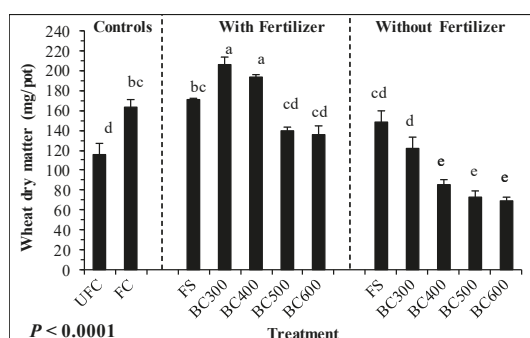 Controls With Fertilizer Without Fertilizer
Wheat dry matter (mg/pot)
240
220
200
180
160
140
120
100
80
60
40
20
0
d bc bc a a cd cd cd d e e e
UFC FC FS BC300 BC400 BC500 BC600 FS BC300 BC400 BC500 BC600
P < 0.0001
Treatment